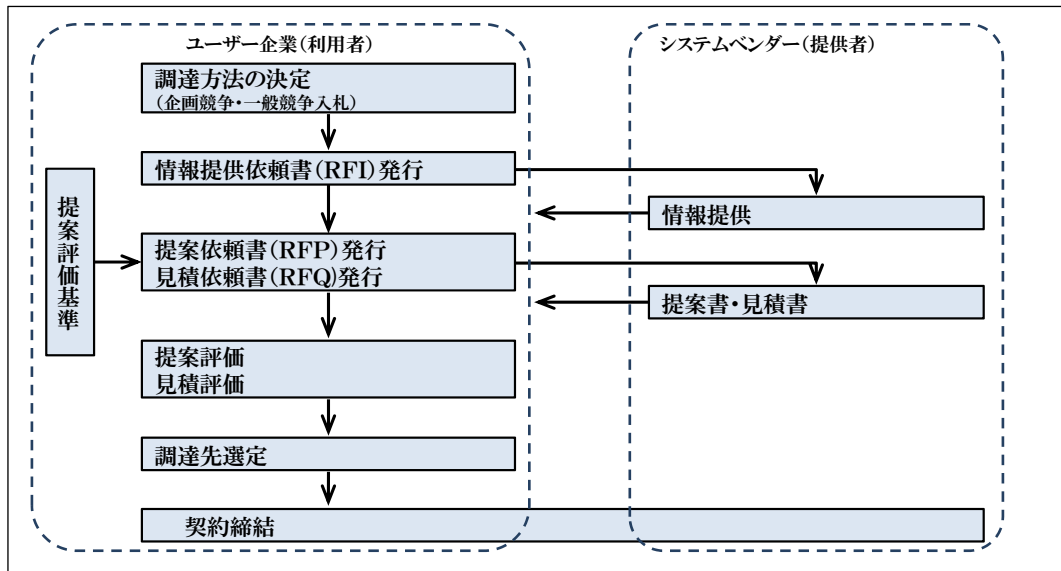 ユーザー企業（利用者）
システムベンダー（提供者）
調達方法の決定
（企画競争・一般競争入札）
情報提供依頼書（RFI）発行
情報提供
提案評価基準
提案依頼書（RFP）発行
見積依頼書（RFQ)発行
提案書・見積書
提案評価
見積評価
調達先選定
契約締結